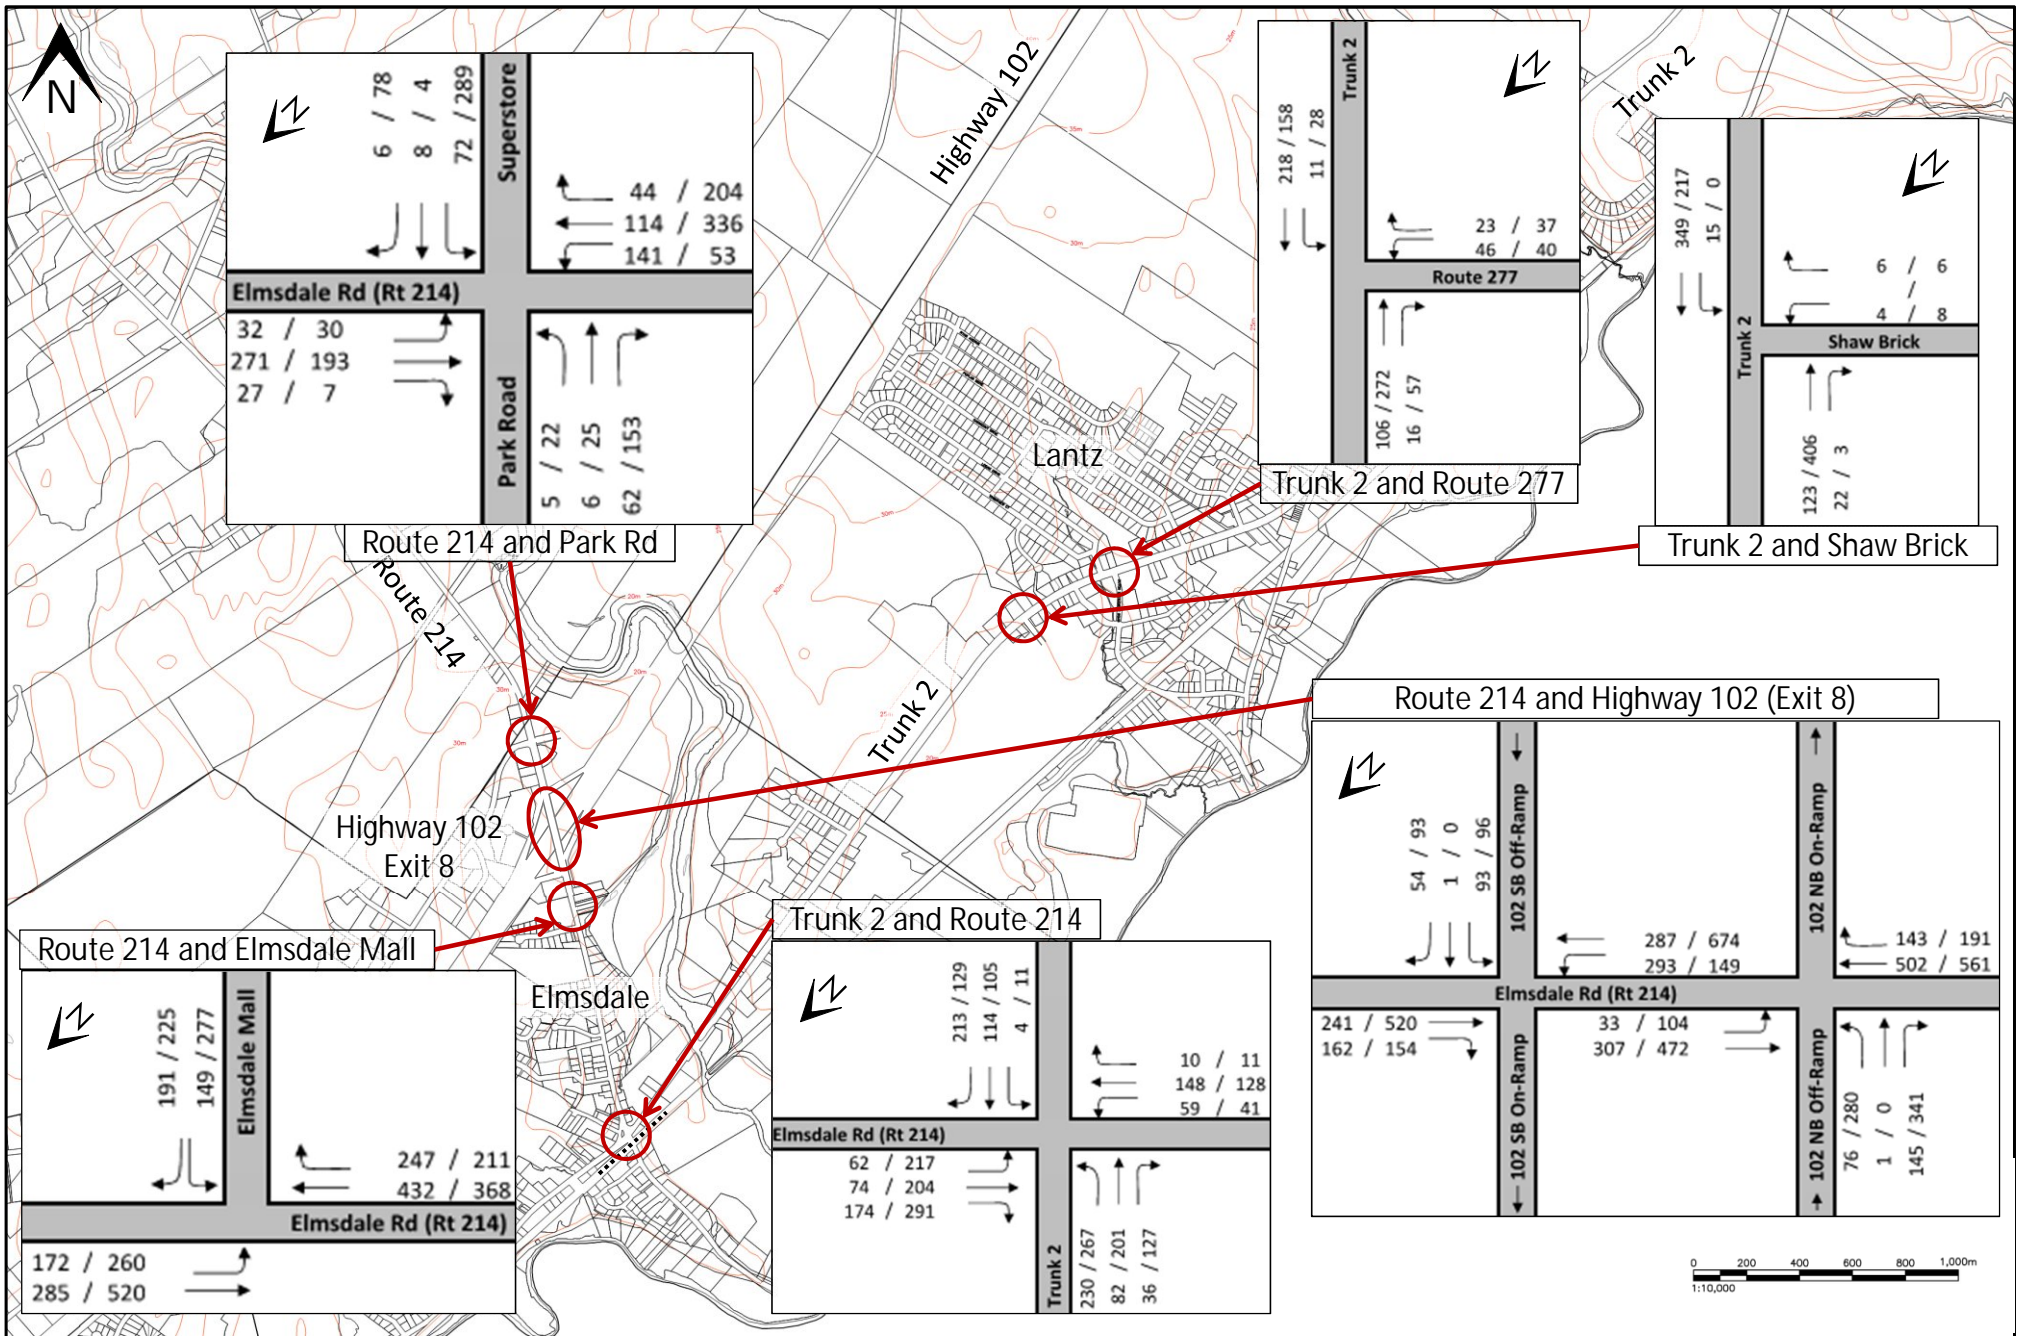 N
Highway 102
Trunk 2
Lantz
Route 214
Trunk 2
Highway 102
Exit 8
Elmsdale
Z
6 / 78
8 / 4
72 / 289
Superstore
44 / 204
114 / 336
141 / 53
Elmsdale Rd (Rt 214)
32 / 30
271 / 193
27 / 7
Park Road
5 / 22
6 / 25
62 / 153
Route 214 and Park Rd
Z
218 / 158
11 / 28
Trunk 2
23 / 37
46 / 40
Route 277
106 / 272
16 / 57
Trunk 2 and Route 277
Z
349 / 217
15 / 0
6 / 6
/
4 / 8
Trunk 2
Shaw Brick
123 / 406
22 / 3
Trunk 2 and Shaw Brick
Route 214 and Highway 102 (Exit 8)
Z
54 / 93
1 / 0
93 / 96
102 SB Off-Ramp
102 NB On-Ramp
287 / 674
293 / 149
143 / 191
502 / 561
Elmsdale Rd (Rt 214)
241 / 520
162 / 154
33 / 104
307 / 472
102 SB On-Ramp
102 NB Off-Ramp
76 / 280
1 / 0
145 / 341
Route 214 and Elmsdale Mall
Z
191 / 225
149 / 277
Elmsdale Mall
247 / 211
432 / 368
Elmsdale Rd (Rt 214)
172 / 260
285 / 520
Trunk 2 and Route 214
Z
213 / 129
114 / 105
4 / 11
10 / 11
148 / 128
59 / 41
Elmsdale Rd (Rt 214)
62 / 217
74 / 204
174 / 291
Trunk 2
230 / 267
82 / 201
36 / 127
0 200 400 600 800 1,000m
1:10,000
35m
30m
30m
30m
20m
20m
30m